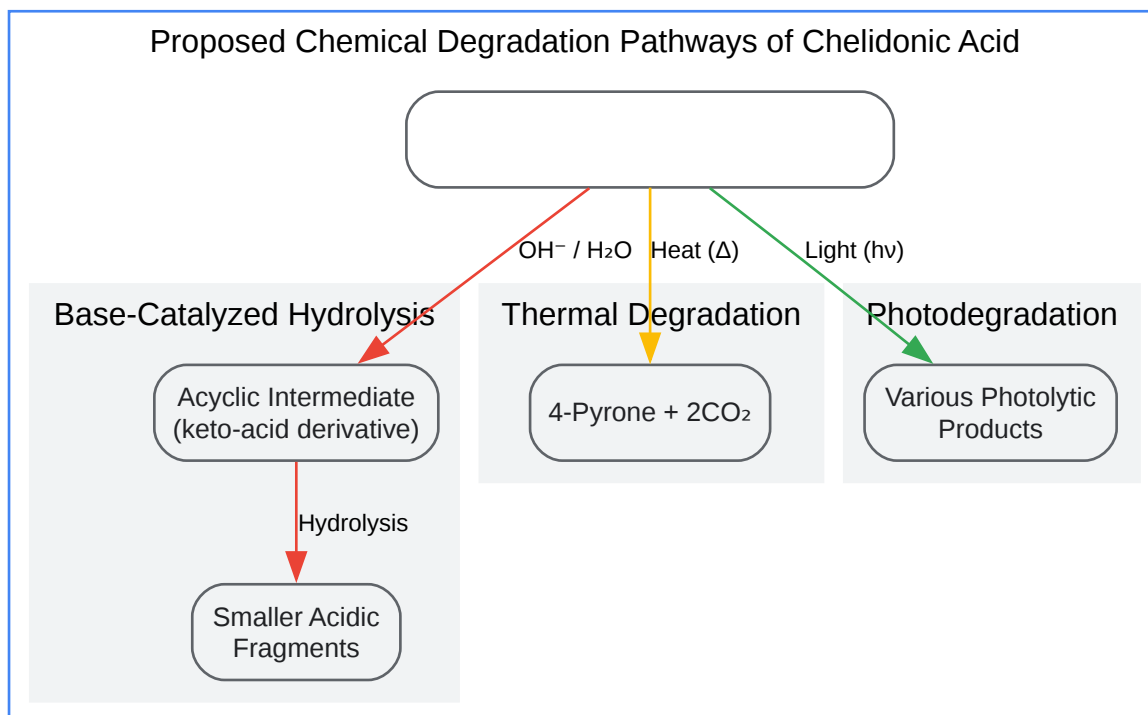 Proposed Chemical Degradation Pathways of Chelidonic Acid
OH⁻ / H₂O
Heat (Δ)
Light (hν)
Base-Catalyzed Hydrolysis
Thermal Degradation
Photodegradation
Acyclic Intermediate
(keto-acid derivative)
4-Pyrone + 2CO₂
Various Photolytic
Products
Hydrolysis
Smaller Acidic
Fragments